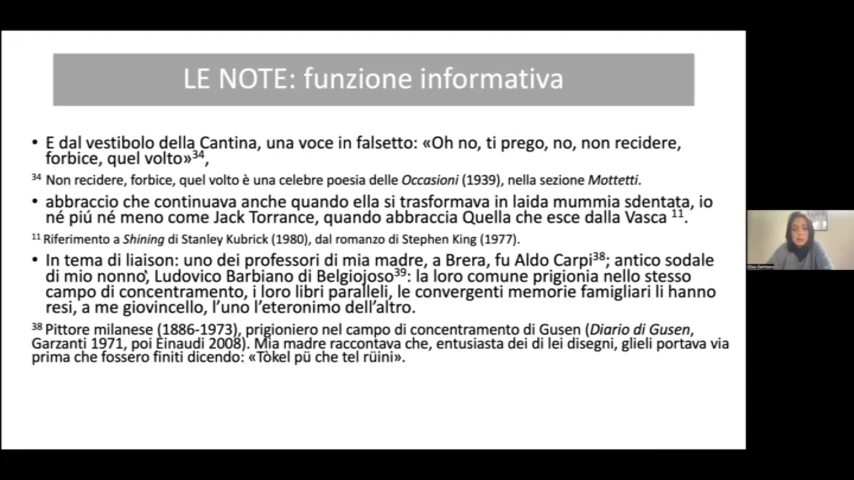 LE NOTE: funzione informativa
• E dal vestibolo della Cantina, una voce in falsetto: «Oh no, ti prego, no, non recidere,
forbice, quel volto»34,
34 Non recidere, forbice, quel volto è una celebre poesia delle Occasioni (1939), nella sezione Mottetti.
• abbraccio che continuava anche quando ella si trasformava in laida mummia sdentata, io
né piú né meno come Jack Torrance, quando abbraccia Quella che esce dalla Vasca 11.
11 Riferimento a Shining di Stanley Kubrick (1980), dal romanzo di Stephen King (1977).
• In tema di liaison: uno dei professori di mia madre, a Brera, fu Aldo Carpi38; antico sodale
di mio nonno, Ludovico Barbiano di Belgiojoso39: la loro comune prigionia nello stesso
campo di concentramento, i loro libri paralleli, le convergenti memorie famigliari li hanno
resi, a me giovincello, l'uno l'eteronimo dell'altro.
38 Pittore milanese (1886-1973), prigioniero nel campo di concentramento di Gusen (Diario di Gusen,
Garzanti 1971, poi Einaudi 2008). Mia madre raccontava che, entusiasta dei di lei disegni, glieli portava via
prima che fossero finiti dicendo: «Tòkel pü che tel rüini».